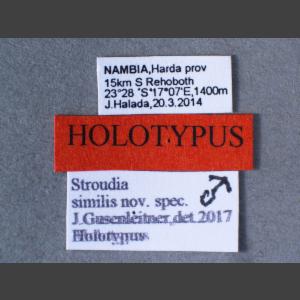 NAMBIA,Harda prov
15km S Rehoboth
23°28 ´S*17°07'E,1400m
J.Halada,20.3.2014
HOLOTYPUS
Stroudia ♂
similis nov. spec.
J.Gusenleitner det.2017
Holotypus